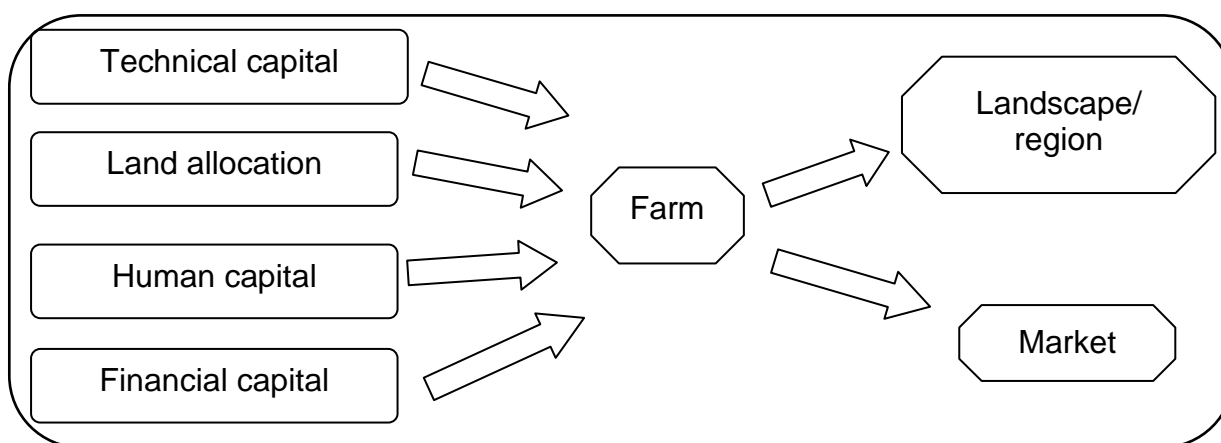 Technical capital
Land allocation
Human capital
Financial capital
Farm
Landscape/
region
Market